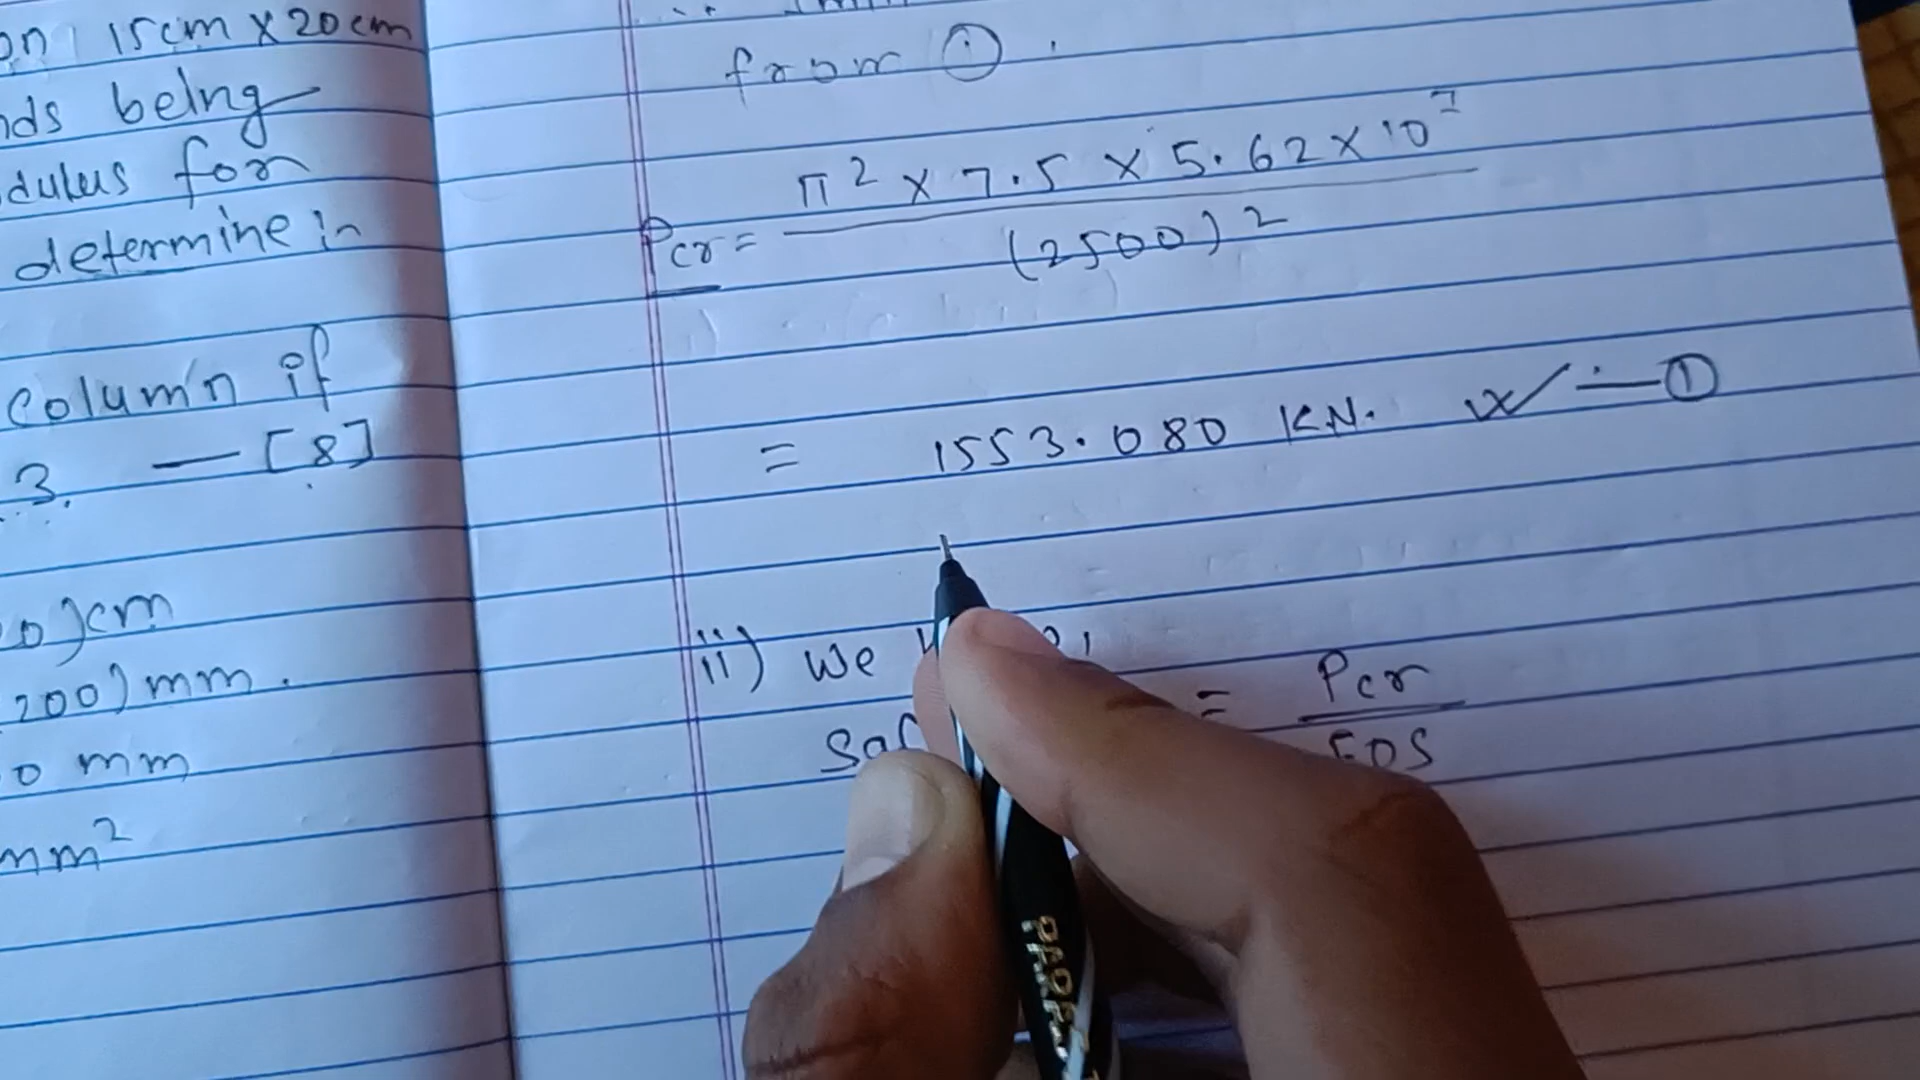 on 15cm x 20cm
nds being
dulus for
determine in
column if
3. — [8]
0)cm
200) mm.
0 mm
mm²
from ①.
Pcr = π² x 7.5 x 5.62 x 10⁷ / (2500)²
= 1553.080 KN. — ①
ii) We
= Pcr / FOS